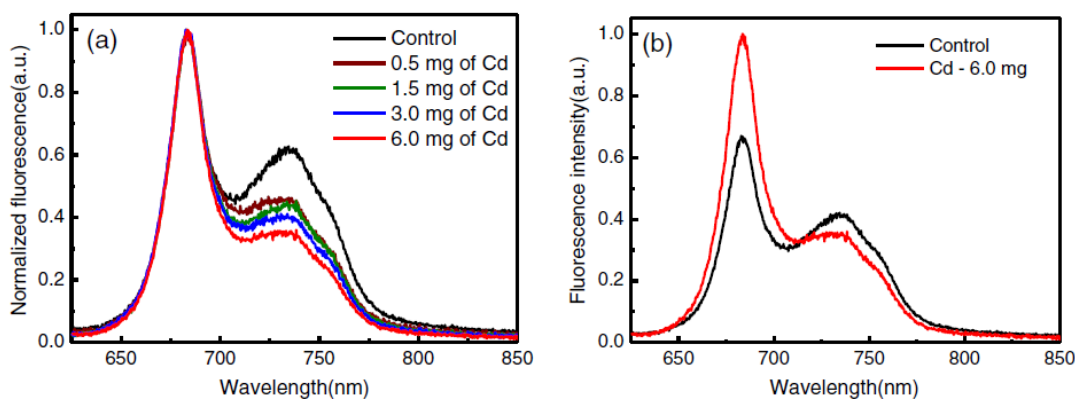 (a)
Control
0.5 mg of Cd
1.5 mg of Cd
3.0 mg of Cd
6.0 mg of Cd
Normalized fluorescence(a.u.)
1.0
0.8
0.6
0.4
0.2
0.0
650 700 750 800 850
Wavelength(nm)
(b)
Control
Cd - 6.0 mg
Fluorescence intensity(a.u.)
1.0
0.8
0.6
0.4
0.2
0.0
650 700 750 800 850
Wavelength(nm)